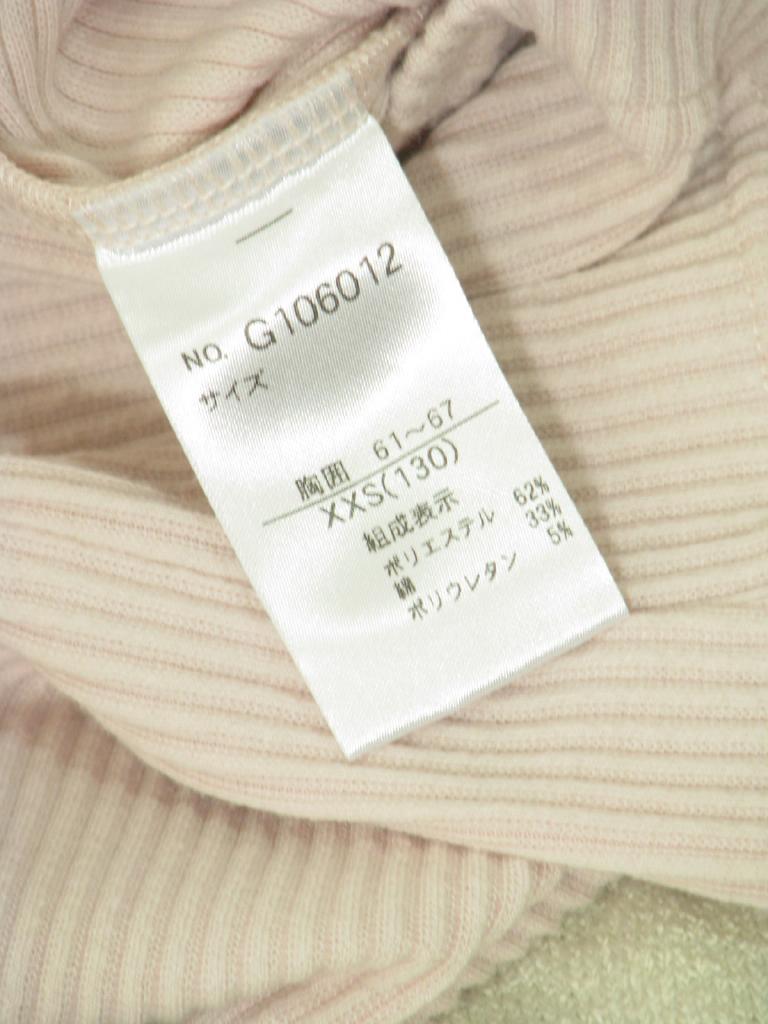 NO. G106012
サイズ
胸囲 61～67
XXS(130)
組成表示
ポリエステル 62%
綿 33%
ポリウレタン 5%